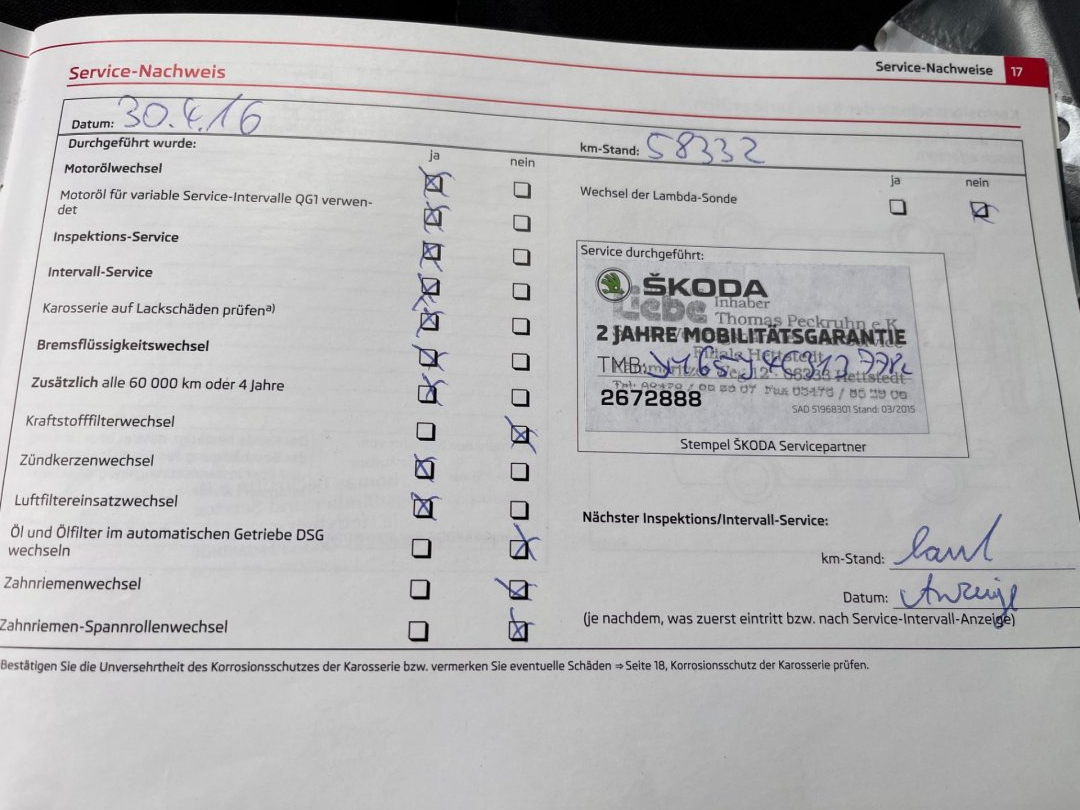 Service-Nachweis
Service-Nachweise 17
Datum: 30.4.16
km-Stand: 58332
Durchgeführt wurde:
ja nein
Motorölwechsel
Motoröl für variable Service-Intervalle QG1 verwen-
det
Inspektions-Service
Intervall-Service
Karosserie auf Lackschäden prüfen a)
Bremsflüssigkeitswechsel
Zusätzlich alle 60 000 km oder 4 Jahre
Kraftstofffilterwechsel
Zündkerzenwechsel
Luftfiltereinsatzwechsel
Öl und Ölfilter im automatischen Getriebe DSG
wechseln
Zahnriemenwechsel
Zahnriemen-Spannrollenwechsel
ja nein
Wechsel der Lambda-Sonde
Service durchgeführt:
ŠKODA
Liebe Inhaber
Thomas Peckruhn e.K
2 JAHRE MOBILITÄTSGARANTIE
Filiale Hettstedt
TMB
Hettstedt
2672888
SAD 51968301 Stand: 03/2015
Stempel ŠKODA Servicepartner
Nächster Inspektions/Intervall-Service:
km-Stand: laut
Datum: Anzeige
(je nachdem, was zuerst eintritt bzw. nach Service-Intervall-Anzeige)
Bestätigen Sie die Unversehrtheit des Korrosionsschutzes der Karosserie bzw. vermerken Sie eventuelle Schäden ⇒ Seite 18, Korrosionsschutz der Karosserie prüfen.